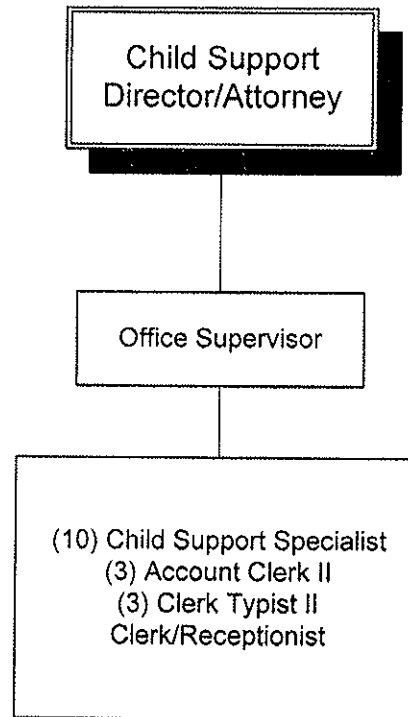 Child Support
Director/Attorney
Office Supervisor
(10) Child Support Specialist
(3) Account Clerk II
(3) Clerk Typist II
Clerk/Receptionist